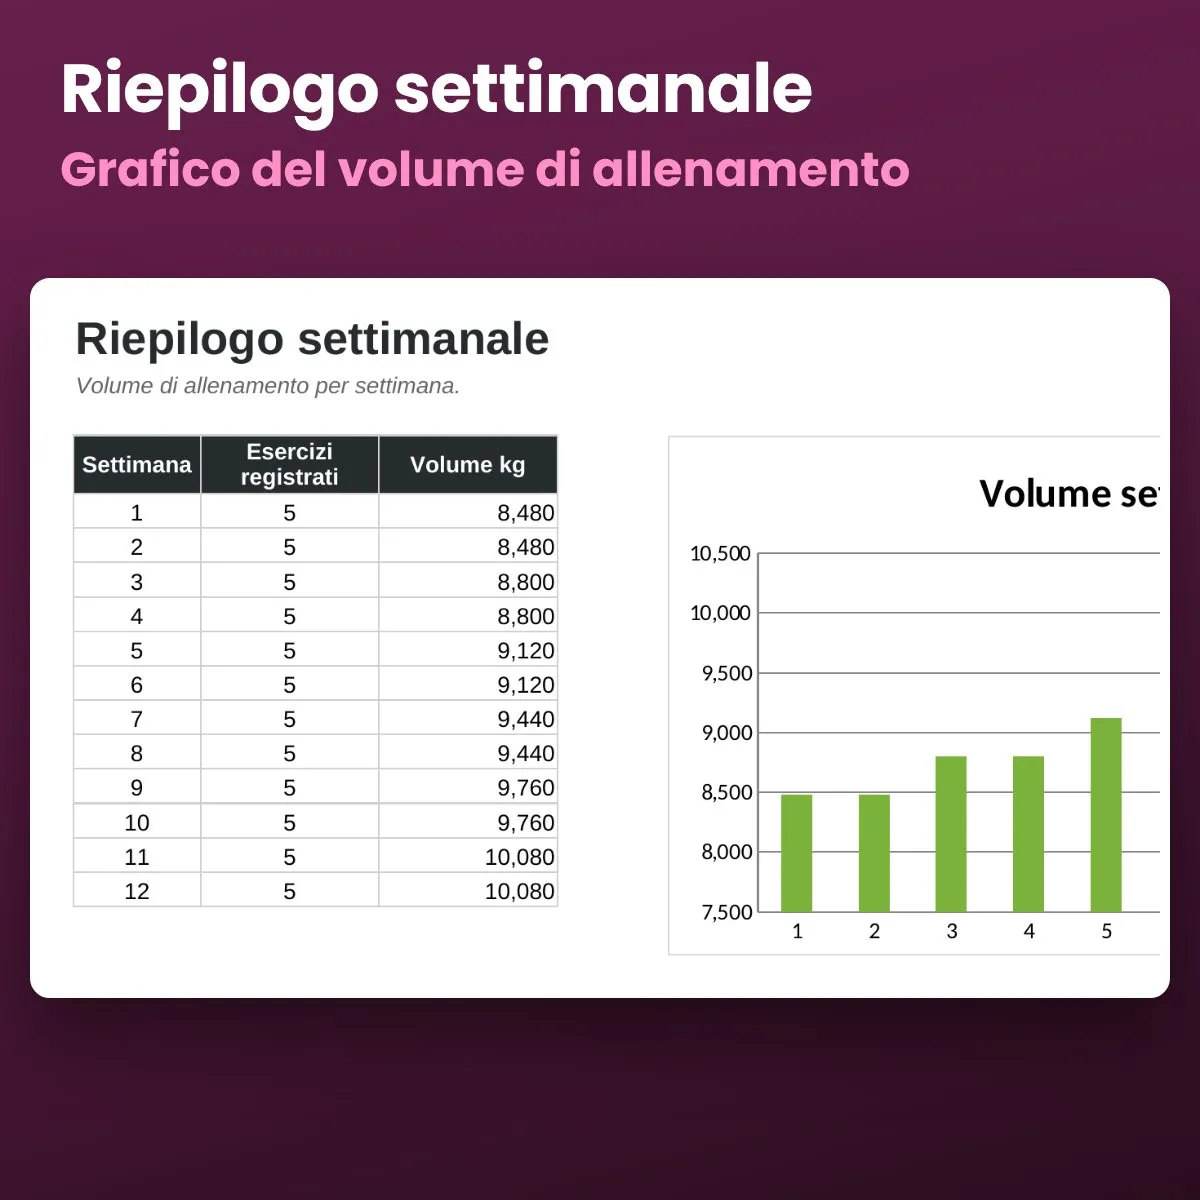 Riepilogo settimanale
Grafico del volume di allenamento
Riepilogo settimanale
Volume di allenamento per settimana.
Settimana Esercizi registrati Volume kg
1 5 8,480
2 5 8,480
3 5 8,800
4 5 8,800
5 5 9,120
6 5 9,120
7 5 9,440
8 5 9,440
9 5 9,760
10 5 9,760
11 5 10,080
12 5 10,080
Volume se
10,500
10,000
9,500
9,000
8,500
8,000
7,500
1 2 3 4 5